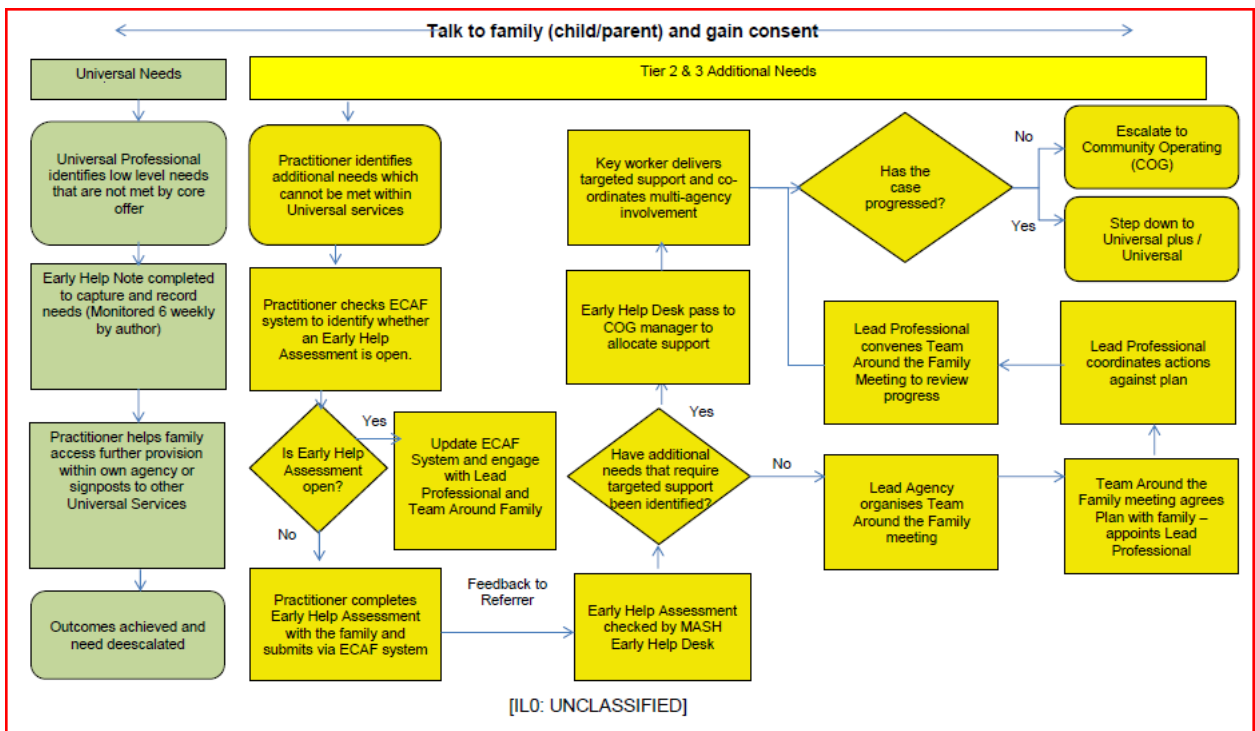 Talk to family (child/parent) and gain consent
Universal Needs
Tier 2 & 3 Additional Needs
Universal Professional
identifies low level needs
that are not met by core
offer
Early Help Note completed
to capture and record
needs (Monitored 6 weekly
by author)
Practitioner helps family
access further provision
within own agency or
signposts to other
Universal Services
Outcomes achieved and
need deescalated
Practitioner identifies
additional needs which
cannot be met within
Universal services
Practitioner checks ECAF
system to identify whether
an Early Help
Assessment is open.
Is Early Help
Assessment
open?
Yes
Update ECAF
System and engage
with Lead
Professional and
Team Around Family
No
Practitioner completes
Early Help Assessment
with the family and
submits via ECAF system
Feedback to
Referrer
Early Help Assessment
checked by MASH
Early Help Desk
Have additional
needs that require
targeted support
been identified?
Yes
Early Help Desk pass to
COG manager to
allocate support
Key worker delivers
targeted support and co-
ordinates multi-agency
involvement
No
Lead Agency
organises Team
Around the Family
meeting
Team Around the
Family meeting agrees
Plan with family –
appoints Lead
Professional
Lead Professional
coordinates actions
against plan
Lead Professional
convenes Team
Around the Family
Meeting to review
progress
Has the
case
progressed?
No
Escalate to
Community Operating
(COG)
Yes
Step down to
Universal plus /
Universal
[IL0: UNCLASSIFIED]